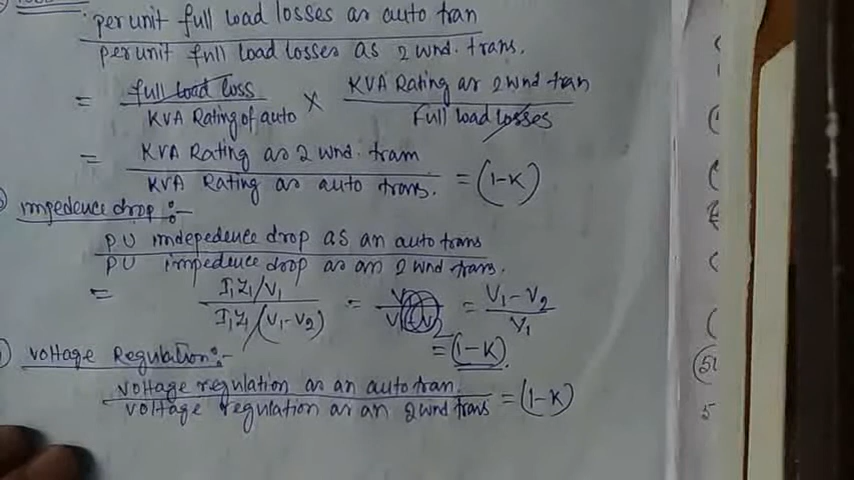 per unit full load losses as auto tran
per unit full load losses as 2 wnd. trans.
= full load loss / KVA Rating of auto × KVA Rating as 2 wnd tran / full load losses
= KVA Rating as 2 wnd. tram / KVA Rating as auto trans. = (1-K)
impedence drop :-
PU imdepedence drop as an auto trans
PU impedence drop as an 2 wnd trans.
= I₁Z₁/V₁ / I₁Z₁/(V₁-V₂) = = V₁-V₂ / V₁
= (1-K).
Voltage Regulation :-
Voltage regulation as an auto tran. / Voltage regulation as an 2 wnd trans = (1-K)
5